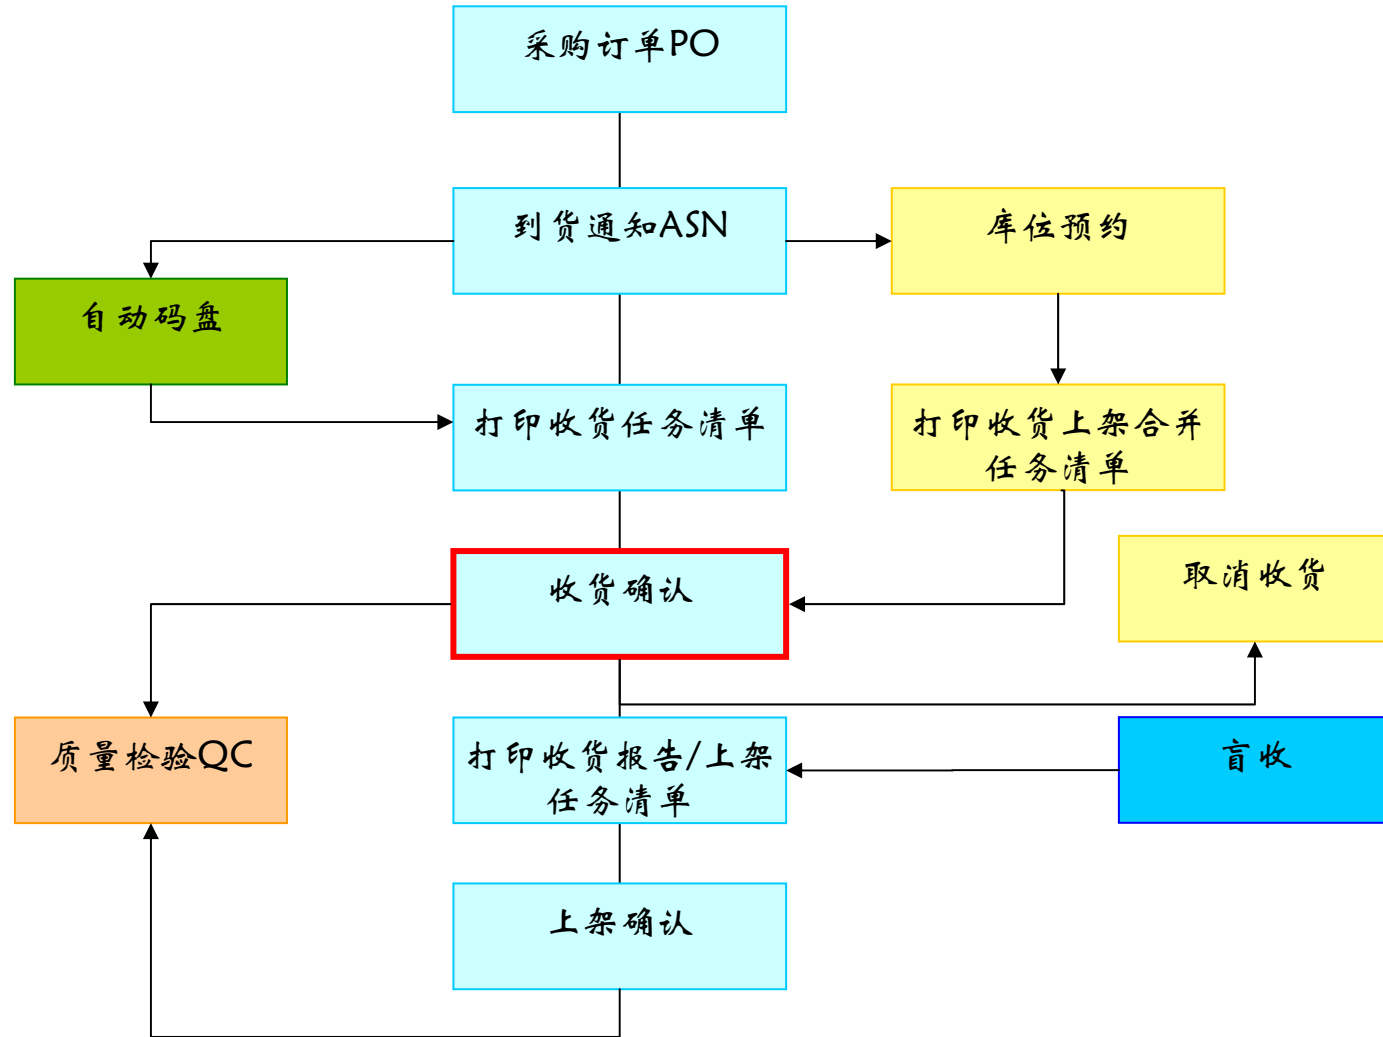 采购订单PO
到货通知ASN
库位预约
自动码盘
打印收货任务清单
打印收货上架合并
任务清单
收货确认
取消收货
质量检验QC
打印收货报告/上架
任务清单
盲收
上架确认